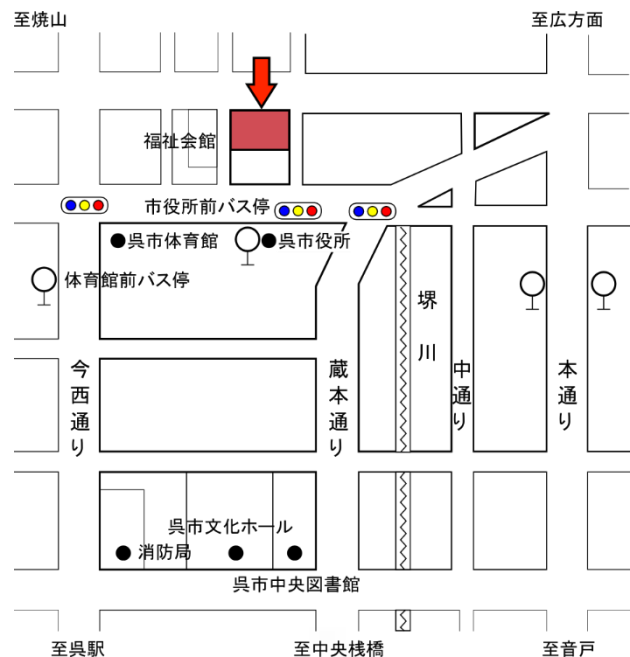 至焼山
至広方面
福祉会館
市役所前バス停
呉市体育館
呉市役所
体育館前バス停
堺川
今西通り
蔵本通り
中通り
本通り
呉市文化ホール
消防局
呉市中央図書館
至呉駅
至中央桟橋
至音戸